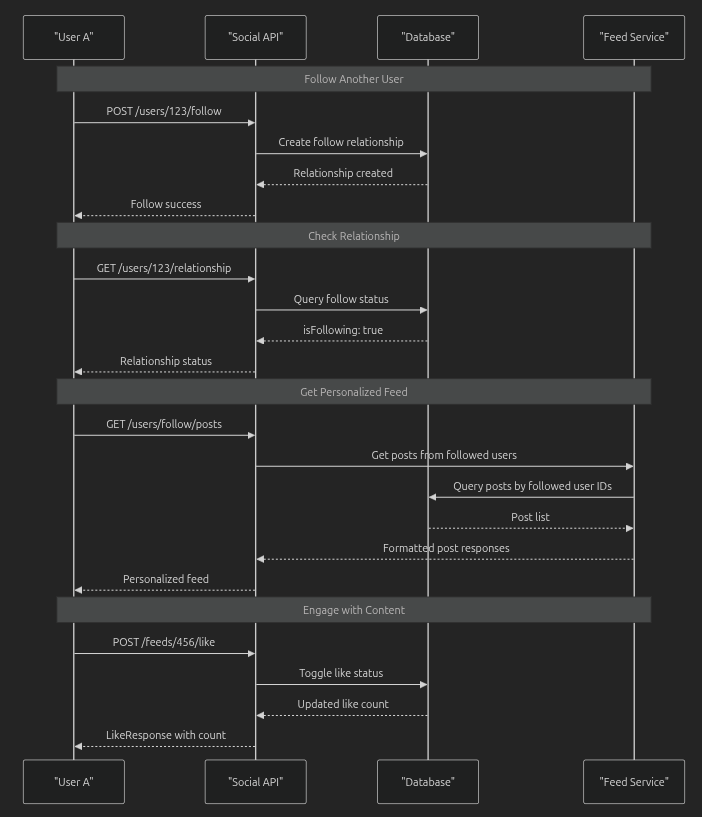 "User A"
"Social API"
"Database"
"Feed Service"
Follow Another User
POST /users/123/follow
Create follow relationship
Relationship created
Follow success
Check Relationship
GET /users/123/relationship
Query follow status
isFollowing: true
Relationship status
Get Personalized Feed
GET /users/follow/posts
Get posts from followed users
Query posts by followed user IDs
Post list
Formatted post responses
Personalized feed
Engage with Content
POST /feeds/456/like
Toggle like status
Updated like count
LikeResponse with count
"User A"
"Social API"
"Database"
"Feed Service"